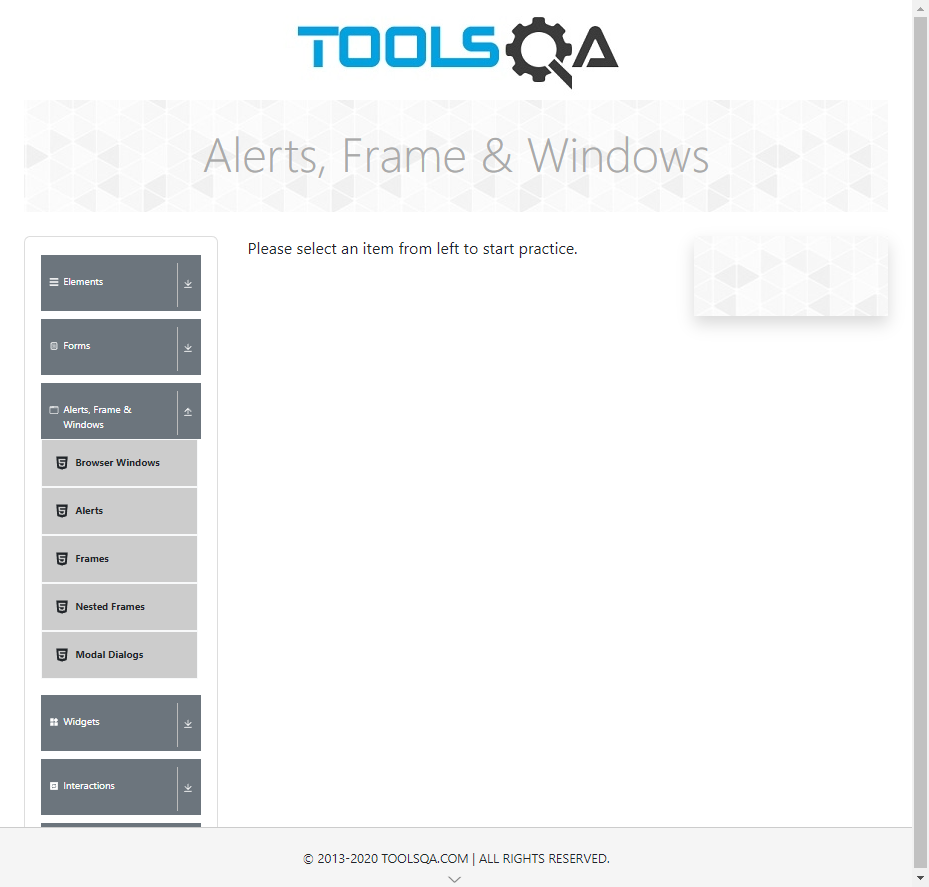 TOOLSQA
Alerts, Frame & Windows
Please select an item from left to start practice.
Elements
Forms
Alerts, Frame &
Windows
Browser Windows
Alerts
Frames
Nested Frames
Modal Dialogs
Widgets
Interactions
© 2013-2020 TOOLSQA.COM | ALL RIGHTS RESERVED.